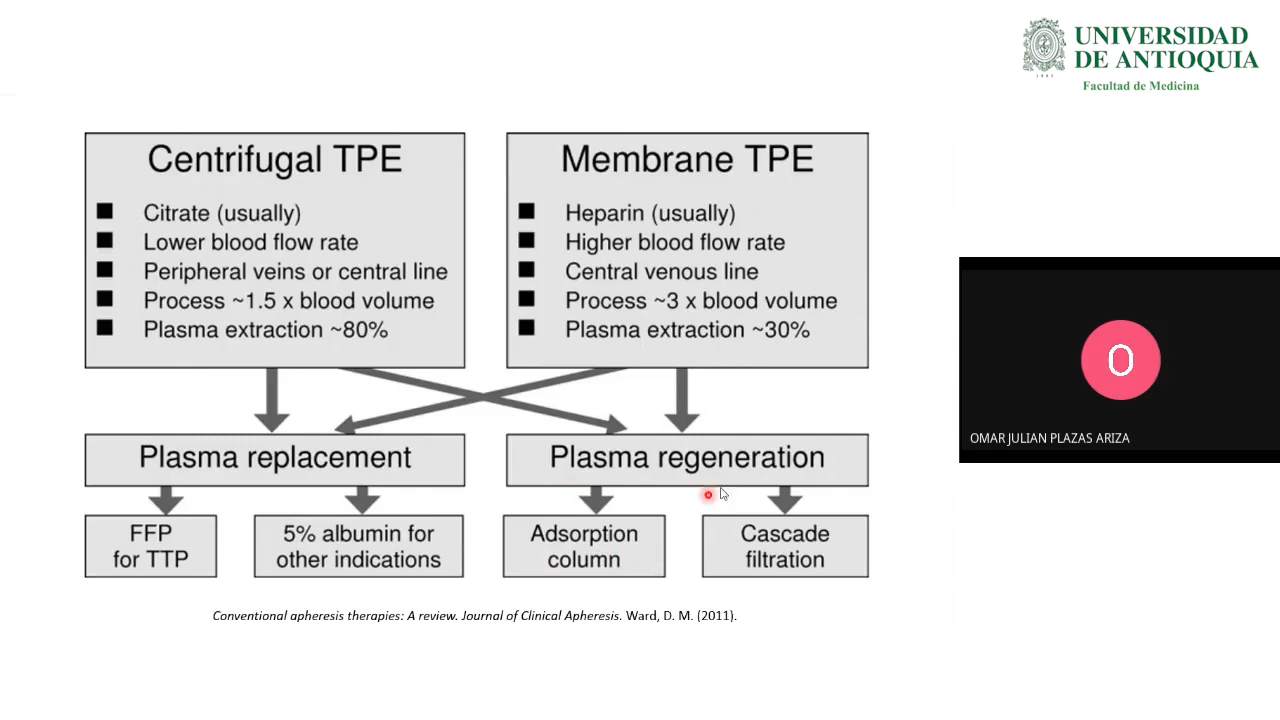 UNIVERSIDAD
DE ANTIOQUIA
1803
Facultad de Medicina
Centrifugal TPE
Citrate (usually)
Lower blood flow rate
Peripheral veins or central line
Process ~1.5 x blood volume
Plasma extraction ~80%
Membrane TPE
Heparin (usually)
Higher blood flow rate
Central venous line
Process ~3 x blood volume
Plasma extraction ~30%
Plasma replacement
Plasma regeneration
FFP
for TTP
5% albumin for
other indications
Adsorption
column
Cascade
filtration
Conventional apheresis therapies: A review. Journal of Clinical Apheresis. Ward, D. M. (2011).
O
OMAR JULIAN PLAZAS ARIZA